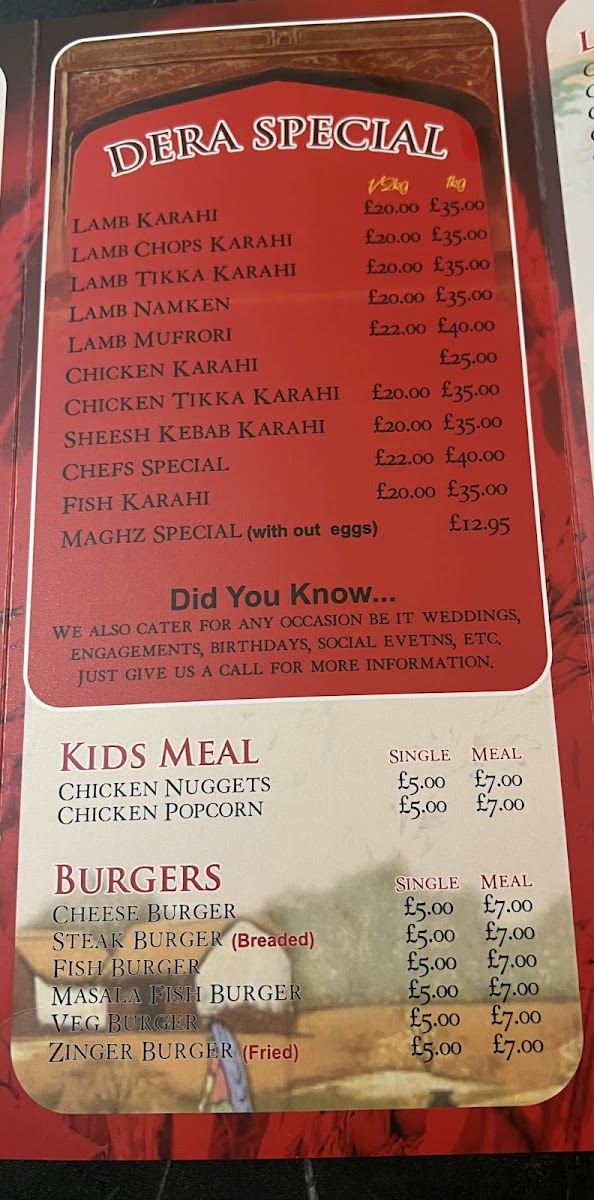 DERA SPECIAL
1/2kg 1kg
LAMB KARAHI £20.00 £35.00
LAMB CHOPS KARAHI £20.00 £35.00
LAMB TIKKA KARAHI £20.00 £35.00
LAMB NAMKEN £20.00 £35.00
LAMB MUFRORI £22.00 £40.00
CHICKEN KARAHI £25.00
CHICKEN TIKKA KARAHI £20.00 £35.00
SHEESH KEBAB KARAHI £20.00 £35.00
CHEFS SPECIAL £22.00 £40.00
FISH KARAHI £20.00 £35.00
MAGHZ SPECIAL (with out eggs) £12.95
Did You Know...
WE ALSO CATER FOR ANY OCCASION BE IT WEDDINGS,
ENGAGEMENTS, BIRTHDAYS, SOCIAL EVETNS, ETC.
JUST GIVE US A CALL FOR MORE INFORMATION.
KIDS MEAL SINGLE MEAL
CHICKEN NUGGETS £5.00 £7.00
CHICKEN POPCORN £5.00 £7.00
BURGERS SINGLE MEAL
CHEESE BURGER £5.00 £7.00
STEAK BURGER (Breaded) £5.00 £7.00
FISH BURGER £5.00 £7.00
MASALA FISH BURGER £5.00 £7.00
VEG BURGER £5.00 £7.00
ZINGER BURGER (Fried) £5.00 £7.00